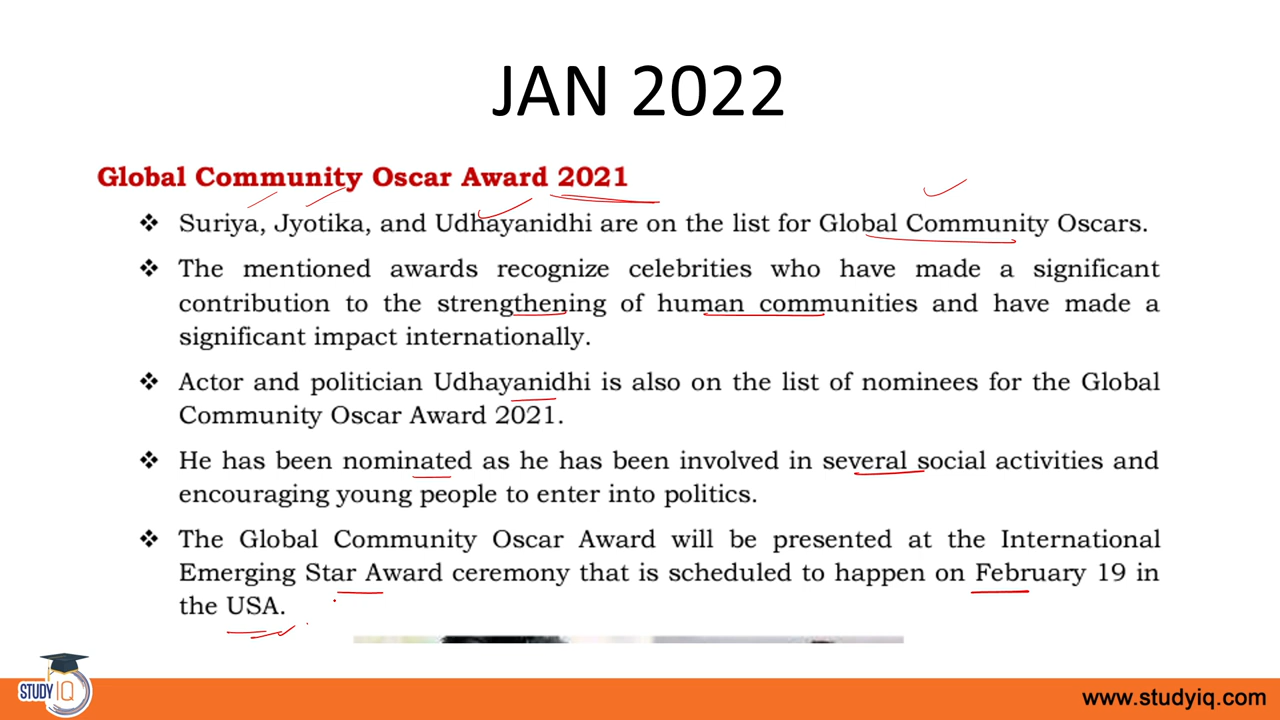 JAN 2022
Global Community Oscar Award 2021
❖ Suriya, Jyotika, and Udhayanidhi are on the list for Global Community Oscars.
❖ The mentioned awards recognize celebrities who have made a significant
contribution to the strengthening of human communities and have made a
significant impact internationally.
❖ Actor and politician Udhayanidhi is also on the list of nominees for the Global
Community Oscar Award 2021.
❖ He has been nominated as he has been involved in several social activities and
encouraging young people to enter into politics.
❖ The Global Community Oscar Award will be presented at the International
Emerging Star Award ceremony that is scheduled to happen on February 19 in
the USA.
STUDY IQ
www.studyiq.com